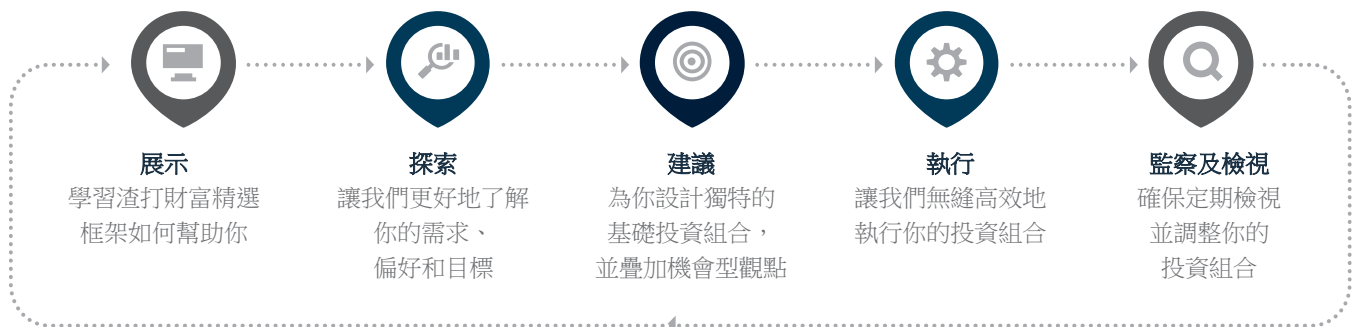 展示
學習渣打財富精選
框架如何幫助你
探索
讓我們更好地了解
你的需求、
偏好和目標
建議
為你設計獨特的
基礎投資組合，
並疊加機會型觀點
執行
讓我們無縫高效地
執行你的投資組合
監察及檢視
確保定期檢視
並調整你的
投資組合